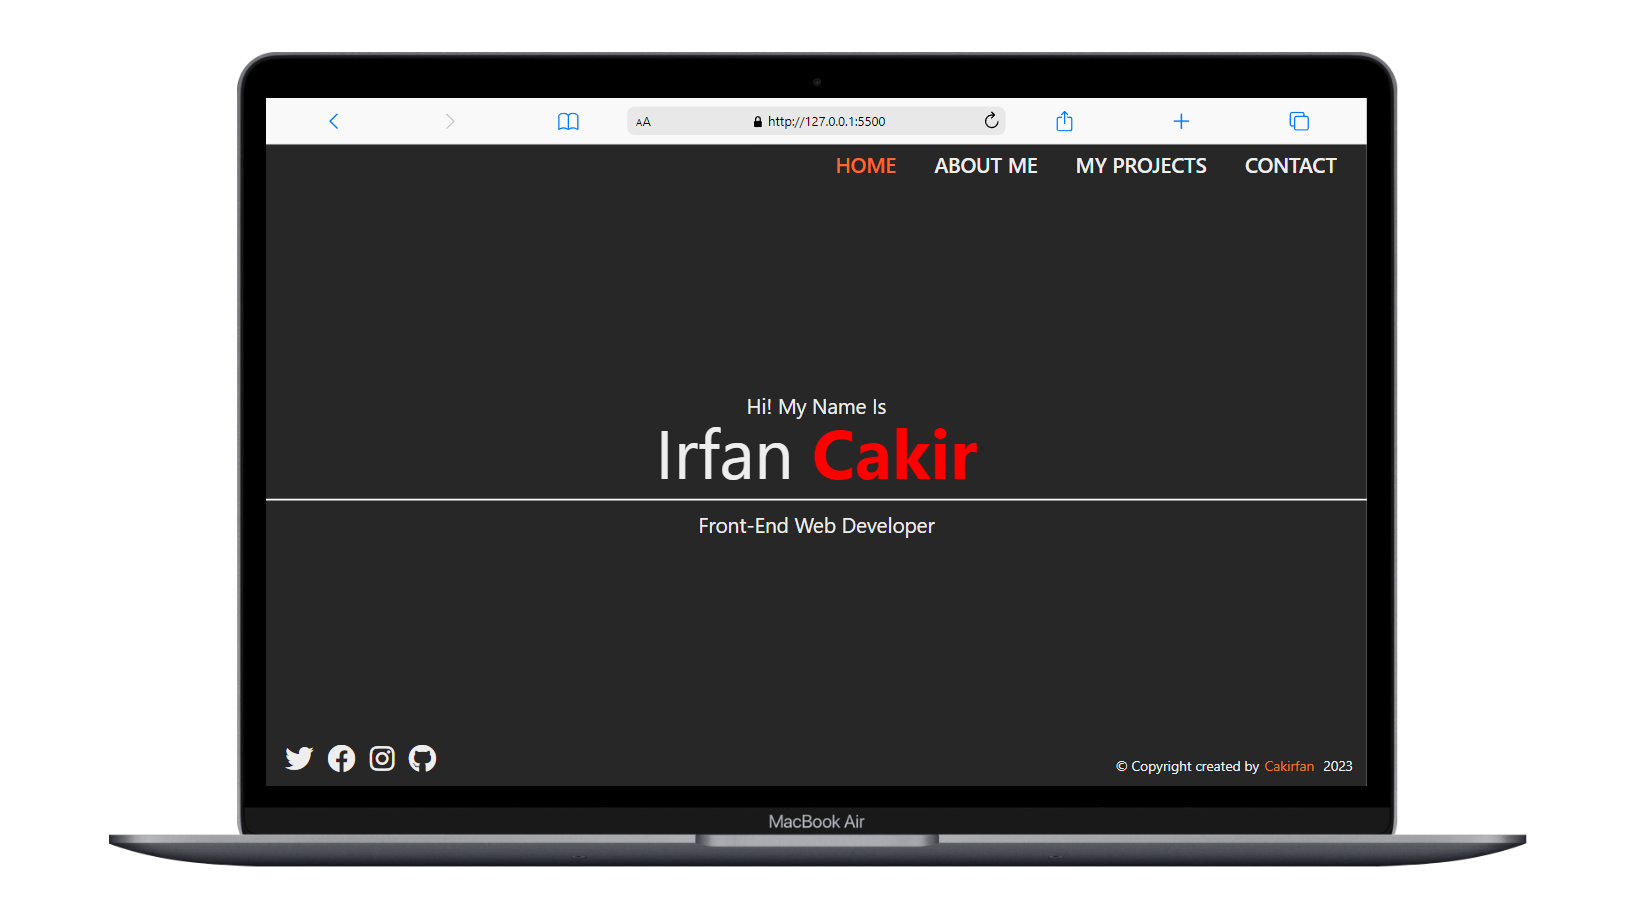 AA http://127.0.0.1:5500
HOME ABOUT ME MY PROJECTS CONTACT
Hi! My Name Is
Irfan Cakir
Front-End Web Developer
© Copyright created by Cakirfan 2023
MacBook Air